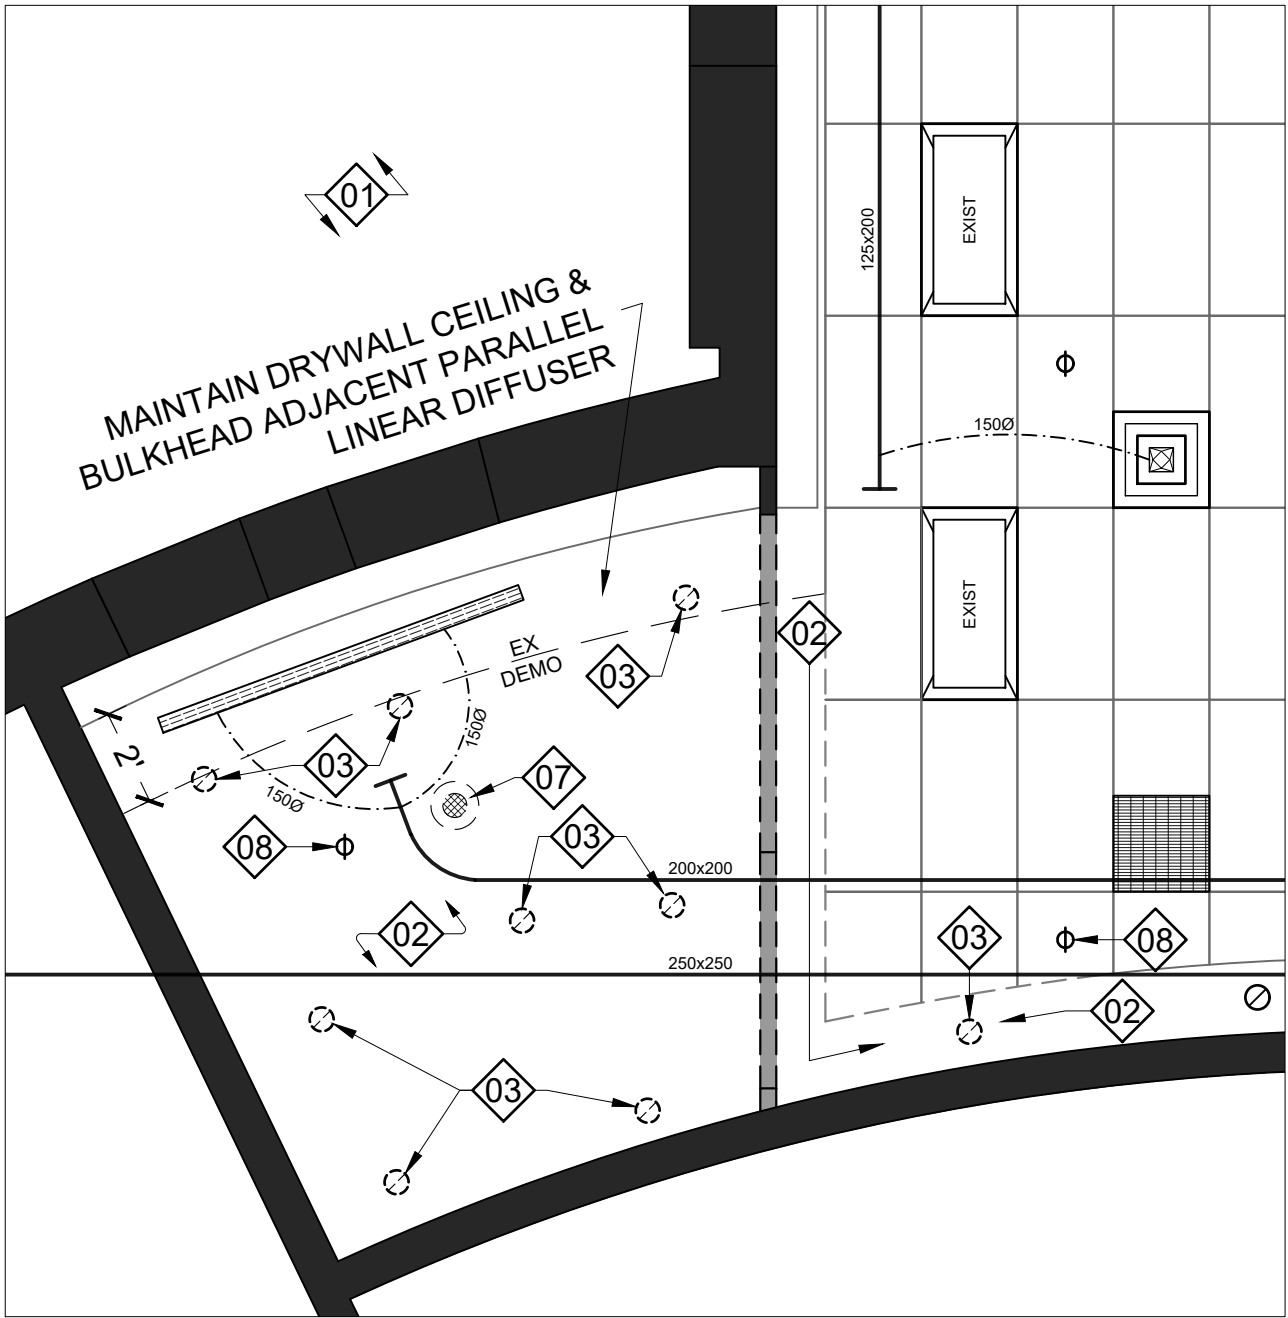 01
MAINTAIN DRYWALL CEILING &
BULKHEAD ADJACENT PARALLEL
LINEAR DIFFUSER
125x200
EXIST
150Ø
EXIST
02
EX
DEMO
03
2'
03
150Ø
150Ø
07
03
08
200x200
02
03
08
250x250
02
03